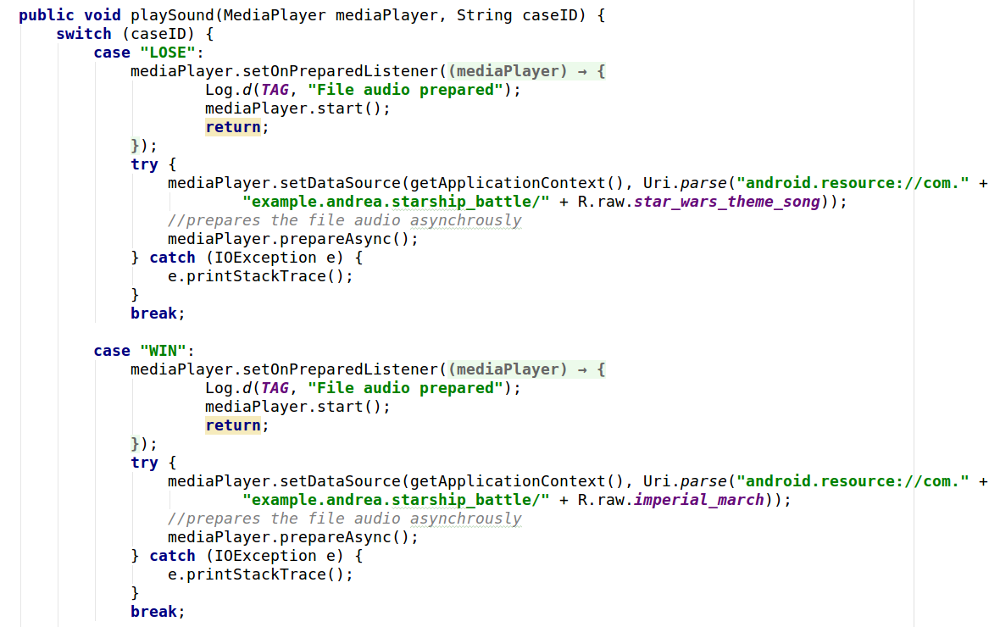 public void playSound(MediaPlayer mediaPlayer, String caseID) {
    switch (caseID) {
        case "LOSE":
            mediaPlayer.setOnPreparedListener((mediaPlayer) → {
                    Log.d(TAG, "File audio prepared");
                    mediaPlayer.start();
                    return;
            });
            try {
                mediaPlayer.setDataSource(getApplicationContext(), Uri.parse("android.resource://com." +
                        "example.andrea.starship_battle/" + R.raw.star_wars_theme_song));
                //prepares the file audio asynchrously
                mediaPlayer.prepareAsync();
            } catch (IOException e) {
                e.printStackTrace();
            }
            break;

        case "WIN":
            mediaPlayer.setOnPreparedListener((mediaPlayer) → {
                    Log.d(TAG, "File audio prepared");
                    mediaPlayer.start();
                    return;
            });
            try {
                mediaPlayer.setDataSource(getApplicationContext(), Uri.parse("android.resource://com." +
                        "example.andrea.starship_battle/" + R.raw.imperial_march));
                //prepares the file audio asynchrously
                mediaPlayer.prepareAsync();
            } catch (IOException e) {
                e.printStackTrace();
            }
            break;